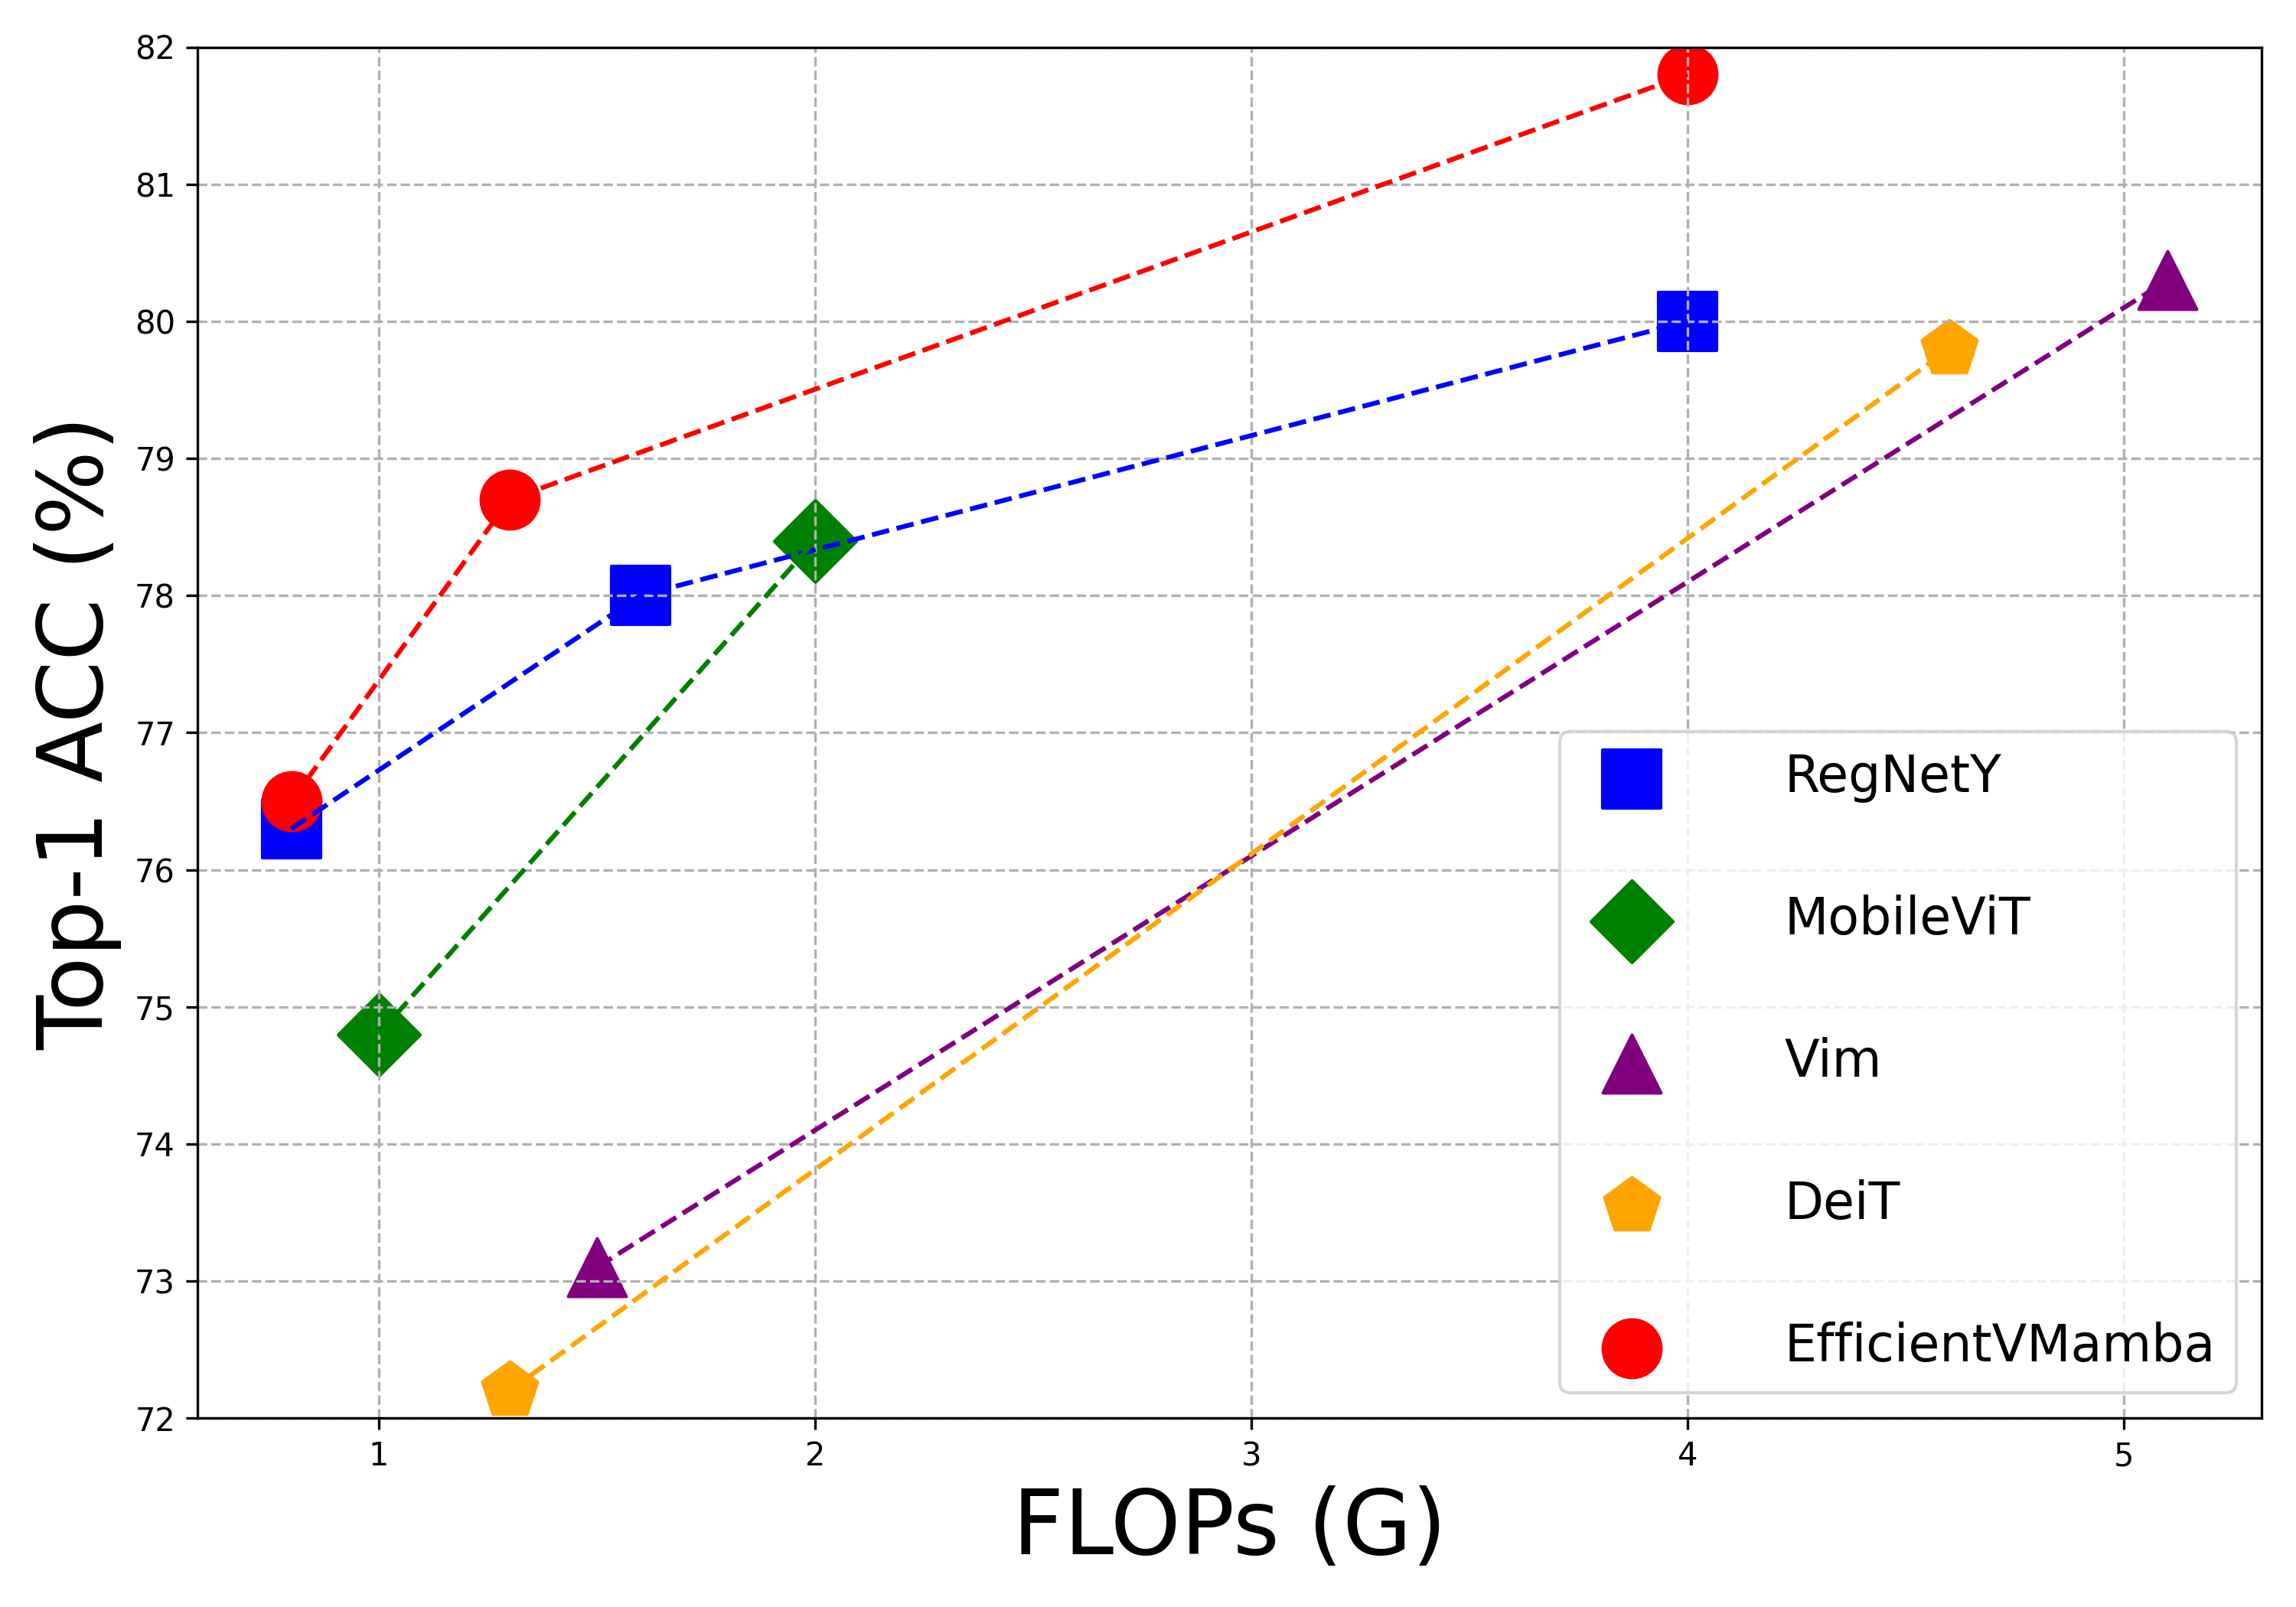 82
81
80
79
78
77
76
75
74
73
72
Top-1 ACC (%)
1 2 3 4 5
FLOPs (G)
RegNetY
MobileViT
Vim
DeiT
EfficientVMamba